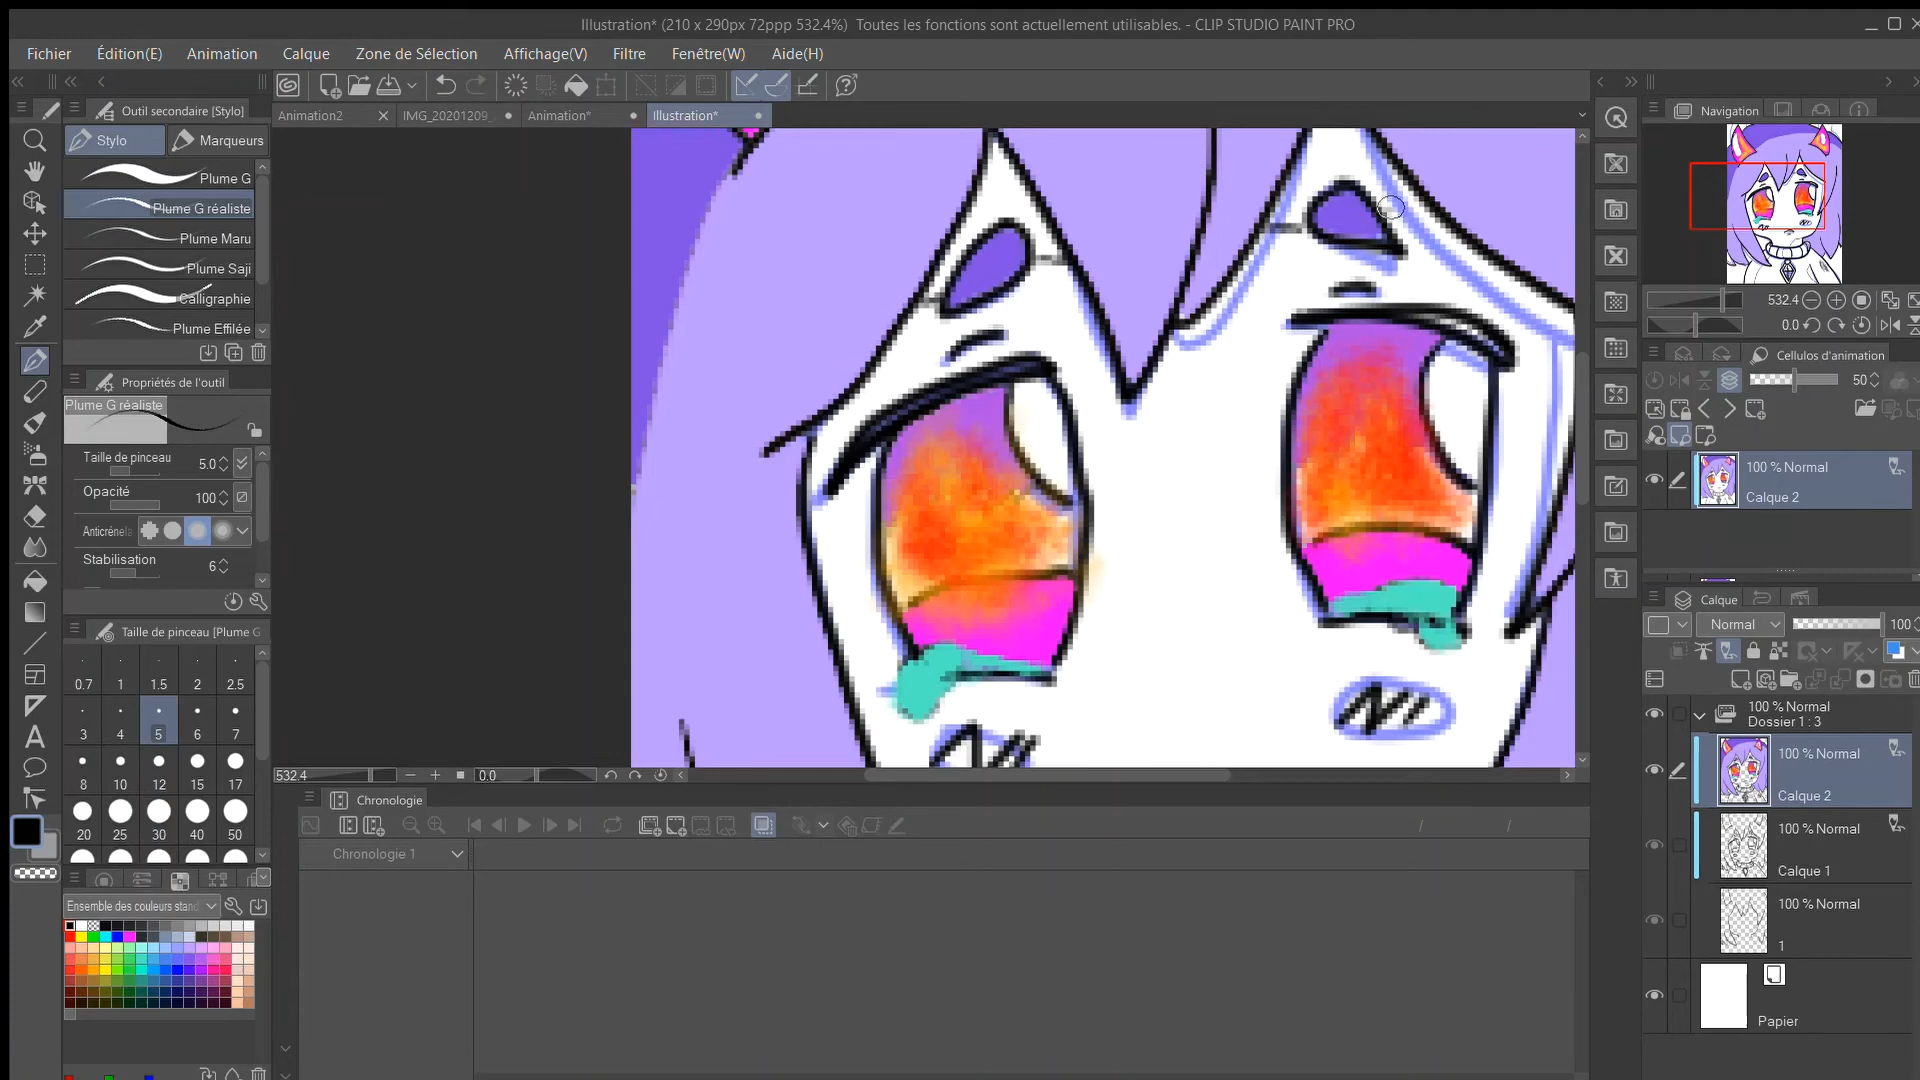 Illustration* (210 x 290px 72ppp 532.4%)  Toutes les fonctions sont actuellement utilisables. - CLIP STUDIO PAINT PRO
Fichier Édition(E) Animation Calque Zone de Sélection Affichage(V) Filtre Fenêtre(W) Aide(H)
Outil secondaire [Stylo]
Animation2 IMG_20201209_ Animation* Illustration*
Navigation
Stylo Marqueurs
Plume G
Plume G réaliste
Plume Maru
Plume Saji
Calligraphie
Plume Effilée
532.4
0.0
Propriétés de l'outil
Plume G réaliste
Taille de pinceau 5.0
Opacité 100
Anticrénela
Stabilisation 6
Cellulos d'animation
50
100 % Normal
Calque 2
Taille de pinceau [Plume G
0.7 1 1.5 2 2.5
3 4 5 6 7
8 10 12 15 17
20 25 30 40 50
Calque
Normal 100
100 % Normal
Dossier 1 : 3
100 % Normal
Calque 2
100 % Normal
Calque 1
100 % Normal
1
Papier
532.4 0.0
Chronologie
/ /
Chronologie 1
Ensemble des couleurs stand